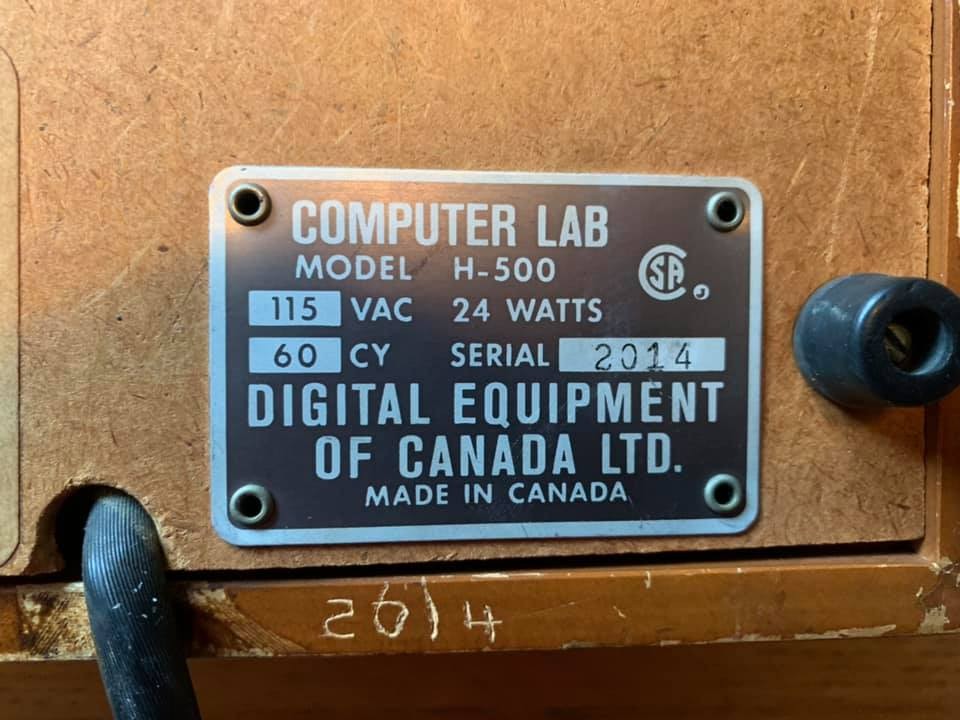 COMPUTER LAB
MODEL H-500
CSA
115 VAC 24 WATTS
60 CY SERIAL 2014
DIGITAL EQUIPMENT
OF CANADA LTD.
MADE IN CANADA
2014